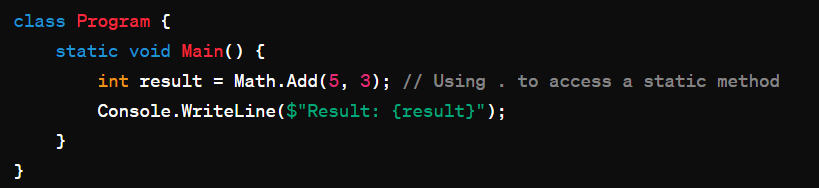 class Program {
    static void Main() {
        int result = Math.Add(5, 3); // Using . to access a static method
        Console.WriteLine($"Result: {result}");
    }
}